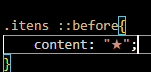 .itens ::before{
content: "★";
}